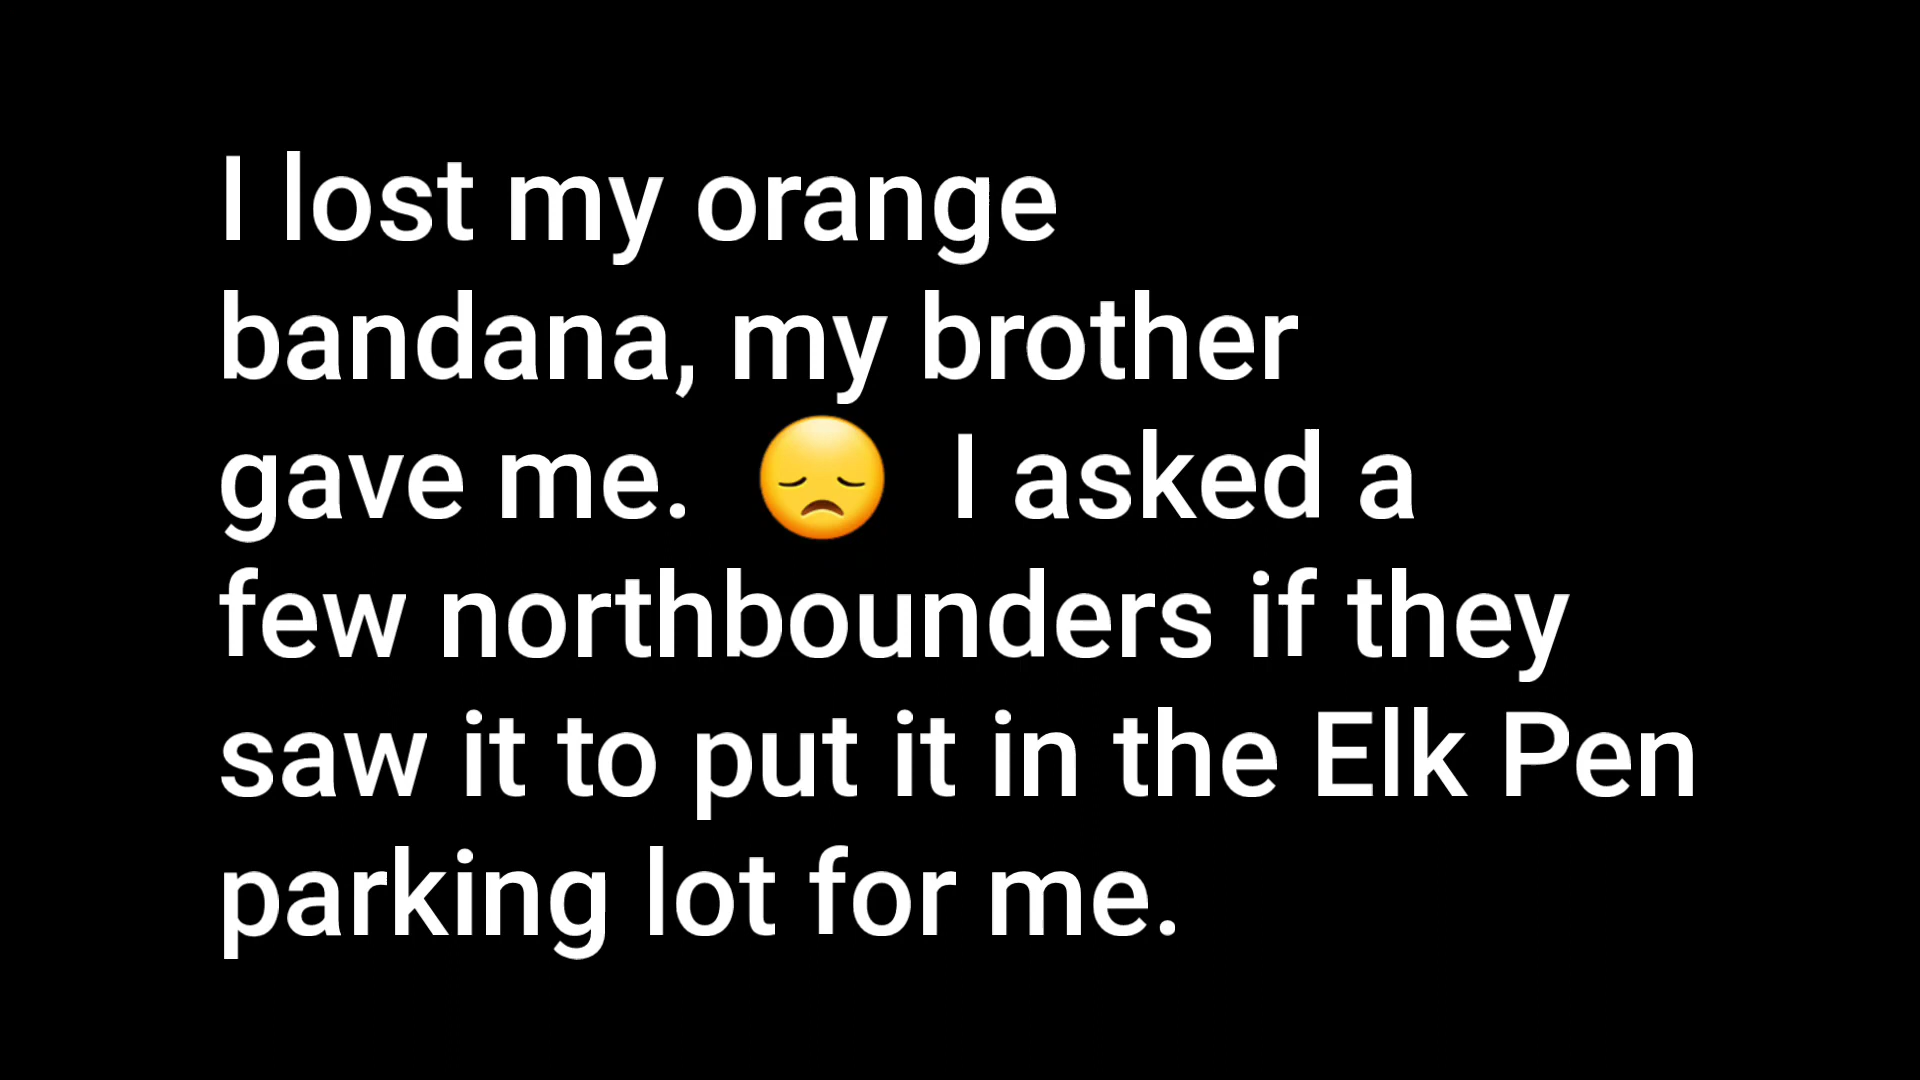 I lost my orange
bandana, my brother
gave me. 😞 I asked a
few northbounders if they
saw it to put it in the Elk Pen
parking lot for me.